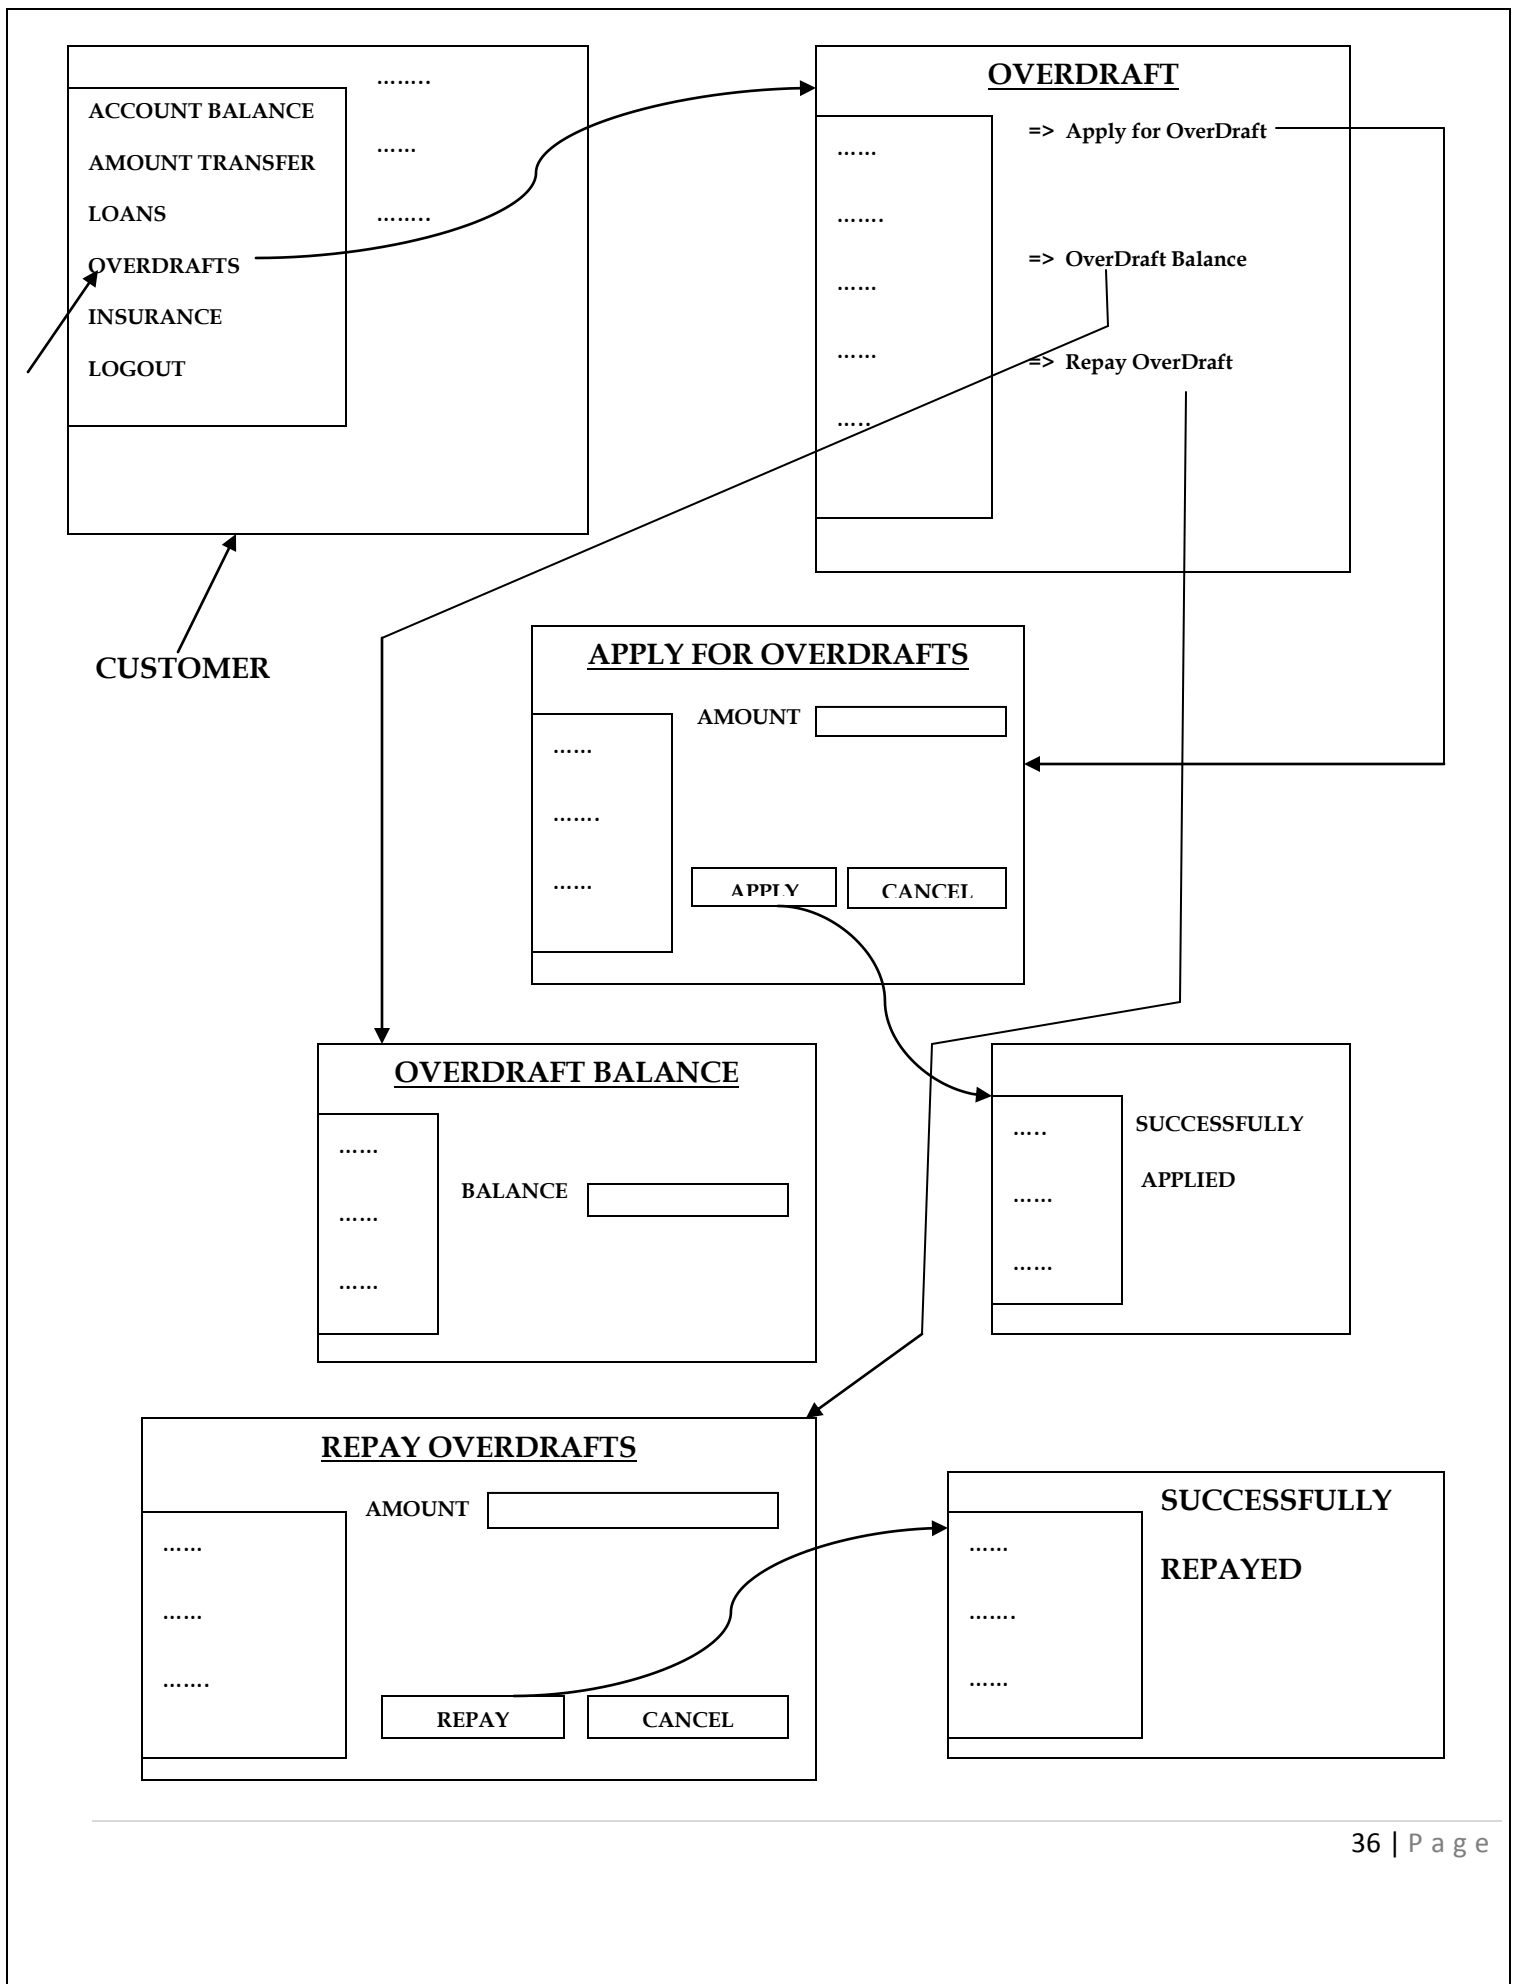 ……..
ACCOUNT BALANCE
……
AMOUNT TRANSFER
LOANS
……..
OVERDRAFTS
INSURANCE
LOGOUT
CUSTOMER
OVERDRAFT
=> Apply for OverDraft
……
…….
=> OverDraft Balance
……
……
=> Repay OverDraft
…..
APPLY FOR OVERDRAFTS
AMOUNT
……
…….
……
APPLY CANCEL
OVERDRAFT BALANCE
……
BALANCE
……
……
SUCCESSFULLY
…..
APPLIED
……
……
REPAY OVERDRAFTS
AMOUNT
……
……
…….
REPAY CANCEL
SUCCESSFULLY
……
REPAYED
…….
……
36 | Page